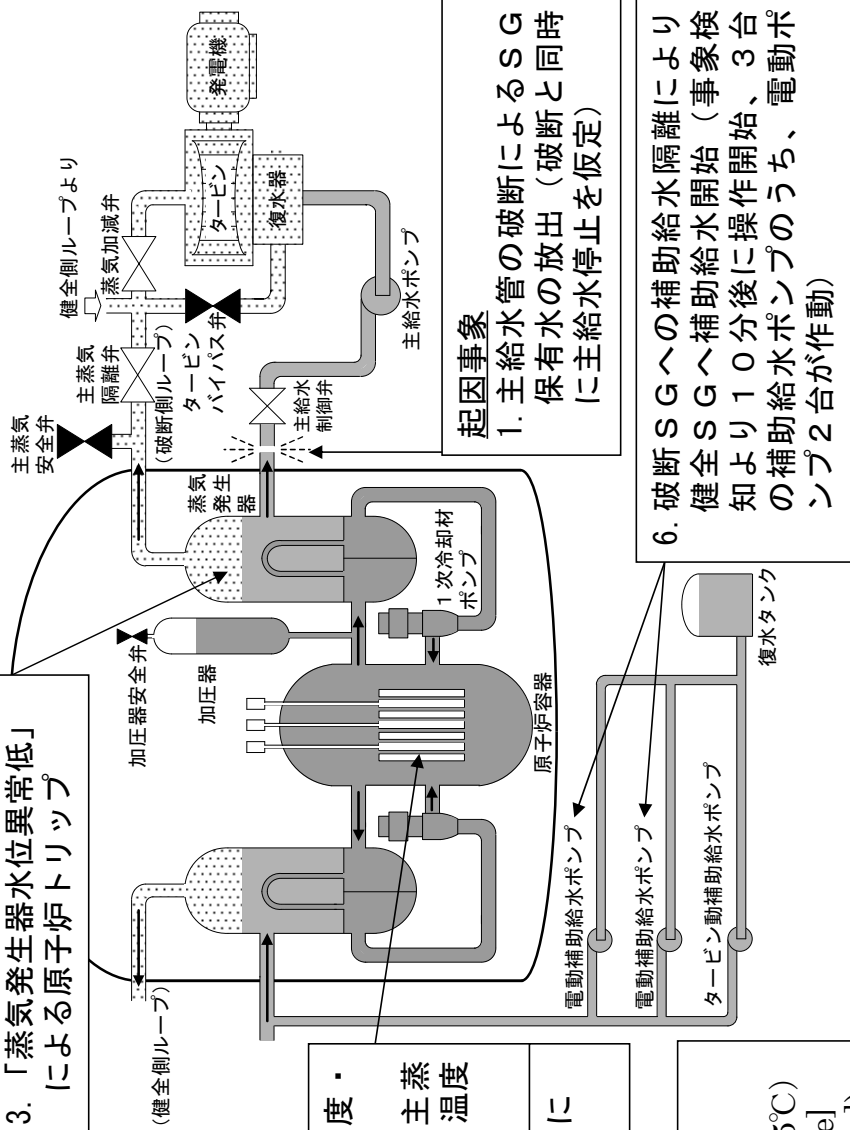 3. 「蒸気発生器水位異常低」
による原子炉トリップ
(健全側ループ)
度・
主蒸
温度
に
5℃)
主蒸気
安全弁
主蒸気
隔離弁
(破断側ループ)
健全側ループより
蒸気加減弁
タービン
バイパス弁
タービン
発電機
復水器
主給水ポンプ
主給水
制御弁
蒸気
発生
器
加圧器安全弁
加圧器
1次冷却材
ポンプ
原子炉容器
電動補助給水ポンプ
電動補助給水ポンプ
タービン動補助給水ポンプ
復水タンク
起因事象
1. 主給水管の破断によるSG
保有水の放出(破断と同時
に主給水停止を仮定)
6. 破断SGへの補助給水隔離により
健全SGへ補助給水開始(事象検
知より10分後に操作開始、3台
の補助給水ポンプのうち、電動ポ
ンプ2台が作動)